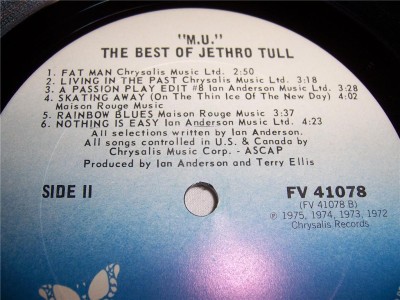 "M.U."
THE BEST OF JETHRO TULL
1. FAT MAN Chrysalis Music Ltd. 2:50
2. LIVING IN THE PAST Chrysalis Music Ltd. 3:18
3. A PASSION PLAY EDIT #8 Ian Anderson Music Ltd. 3:28
4. SKATING AWAY (On The Thin Ice Of The New Day) 4:02
Maison Rouge Music
5. RAINBOW BLUES Maison Rouge Music 3:37
6. NOTHING IS EASY Ian Anderson Music Ltd. 4:23
All selections written by Ian Anderson.
All songs controlled in U.S. & Canada by
Chrysalis Music Corp. - ASCAP
Produced by Ian Anderson and Terry Ellis
SIDE II
FV 41078
(FV 41078 B)
℗ 1975, 1974, 1973, 1972
Chrysalis Records